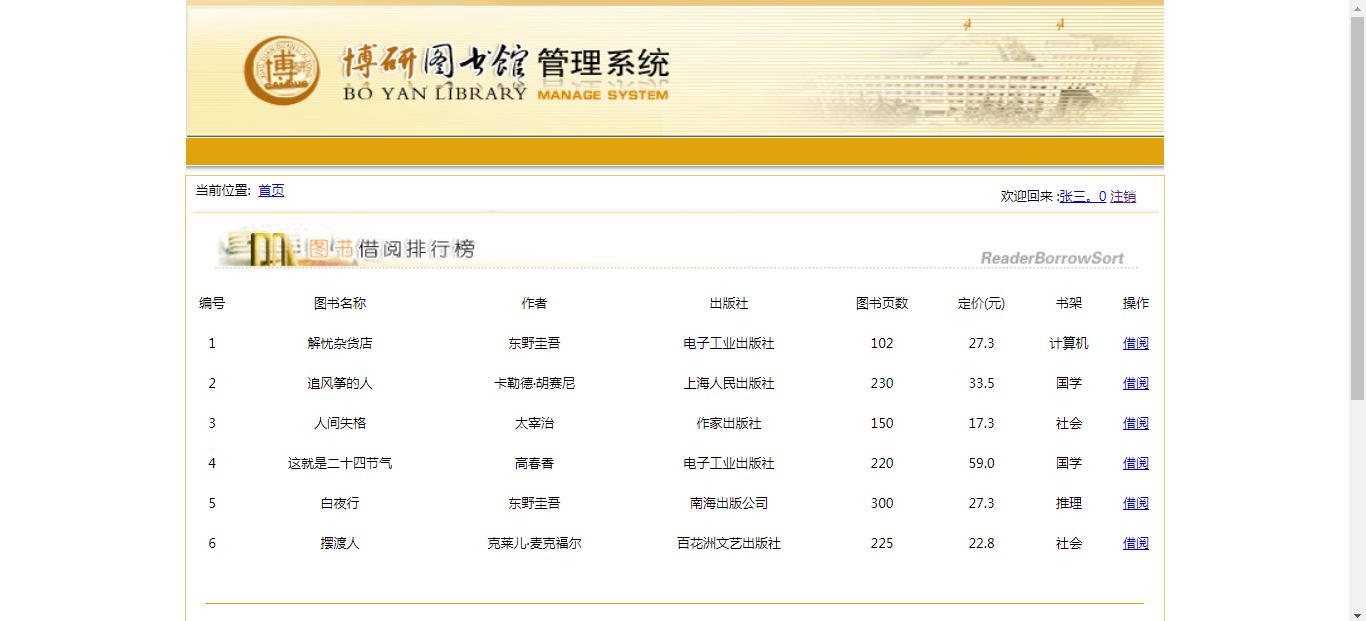 博研图书馆 管理系统
BO YAN LIBRARY MANAGE SYSTEM
当前位置: 首页
欢迎回来 :张三。0 注销
图书借阅排行榜
ReaderBorrowSort
编号 图书名称 作者 出版社 图书页数 定价(元) 书架 操作
1 解忧杂货店 东野圭吾 电子工业出版社 102 27.3 计算机 借阅
2 追风筝的人 卡勒德·胡赛尼 上海人民出版社 230 33.5 国学 借阅
3 人间失格 太宰治 作家出版社 150 17.3 社会 借阅
4 这就是二十四节气 高春香 电子工业出版社 220 59.0 国学 借阅
5 白夜行 东野圭吾 南海出版公司 300 27.3 推理 借阅
6 摆渡人 克莱儿·麦克福尔 百花洲文艺出版社 225 22.8 社会 借阅